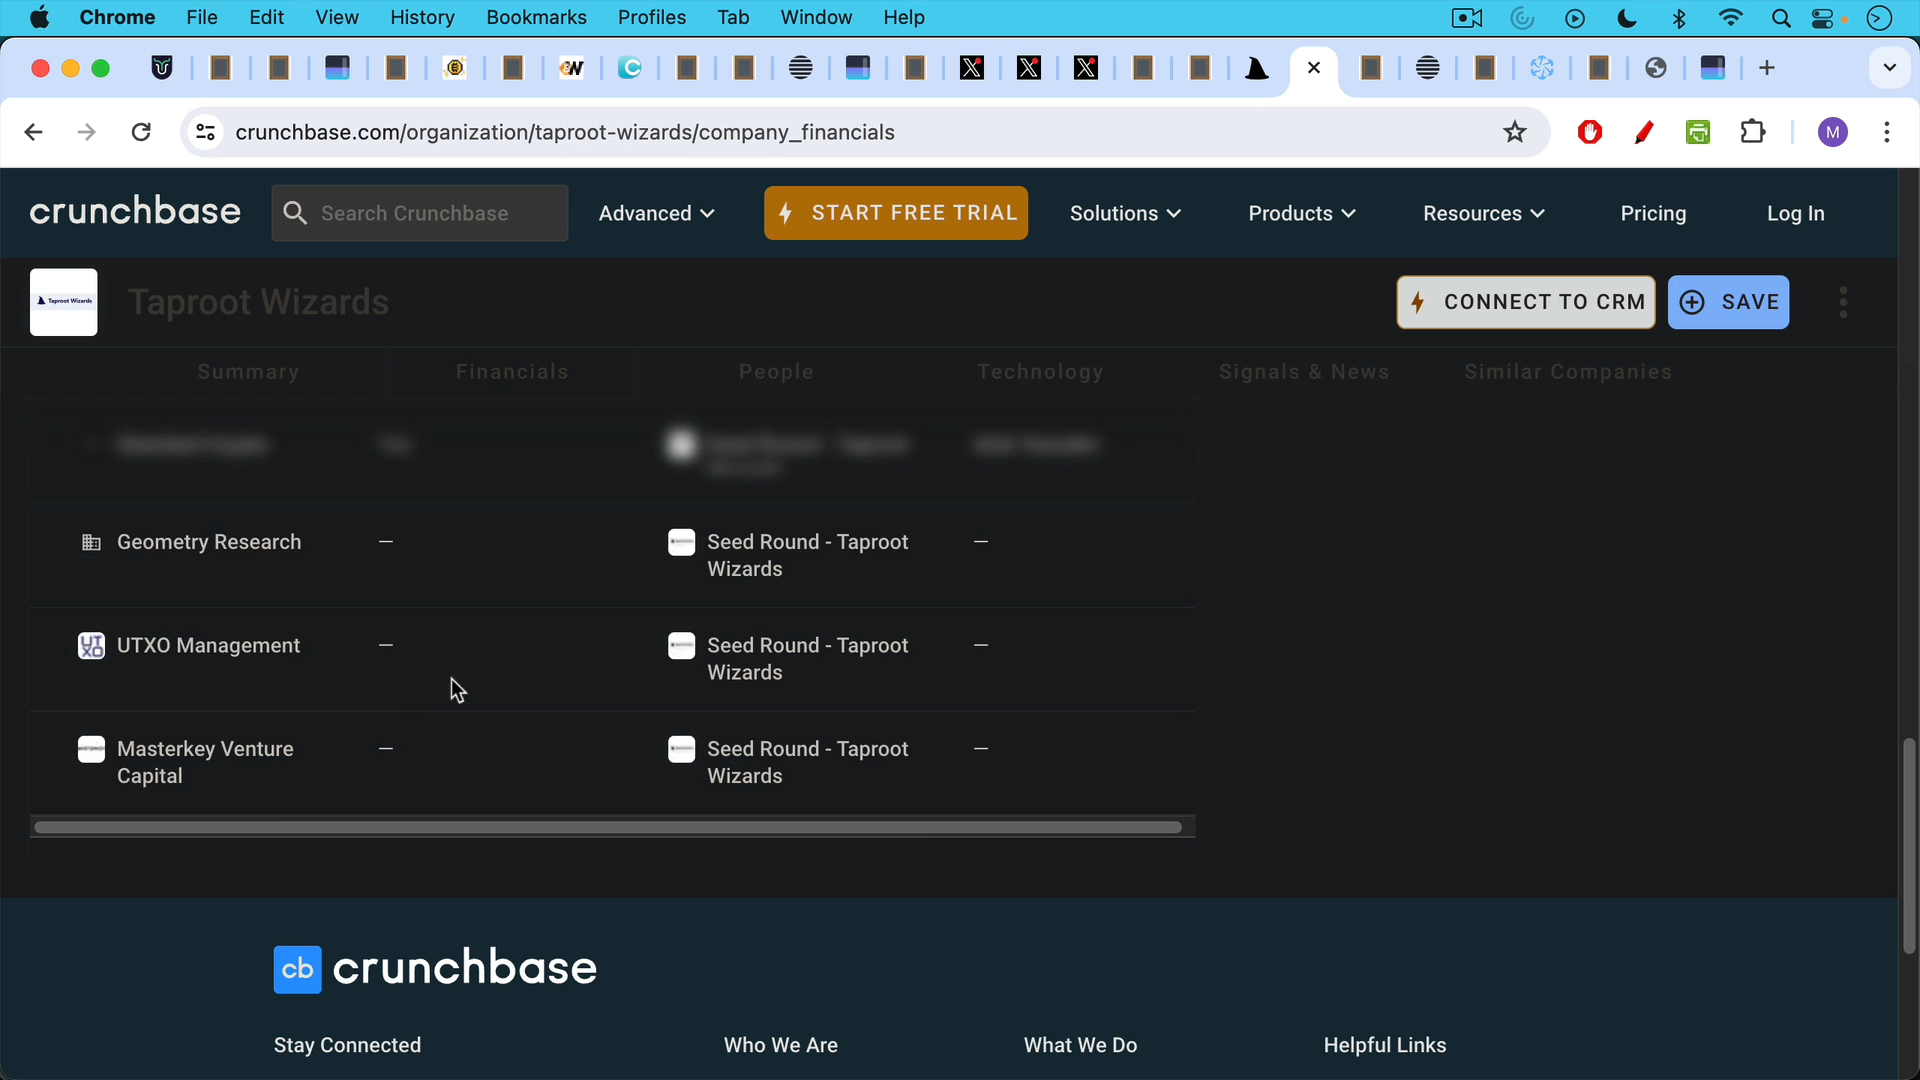 Chrome File Edit View History Bookmarks Profiles Tab Window Help
crunchbase.com/organization/taproot-wizards/company_financials
M
crunchbase
Search Crunchbase
Advanced
START FREE TRIAL
Solutions
Products
Resources
Pricing
Log In
Taproot Wizards
Taproot Wizards
CONNECT TO CRM
SAVE
Summary
Financials
People
Technology
Signals & News
Similar Companies
Geometry Research
—
Seed Round - Taproot
Wizards
—
UTXO
UTXO Management
—
Seed Round - Taproot
Wizards
—
Masterkey Venture
Capital
—
Seed Round - Taproot
Wizards
—
cb crunchbase
Stay Connected
Who We Are
What We Do
Helpful Links